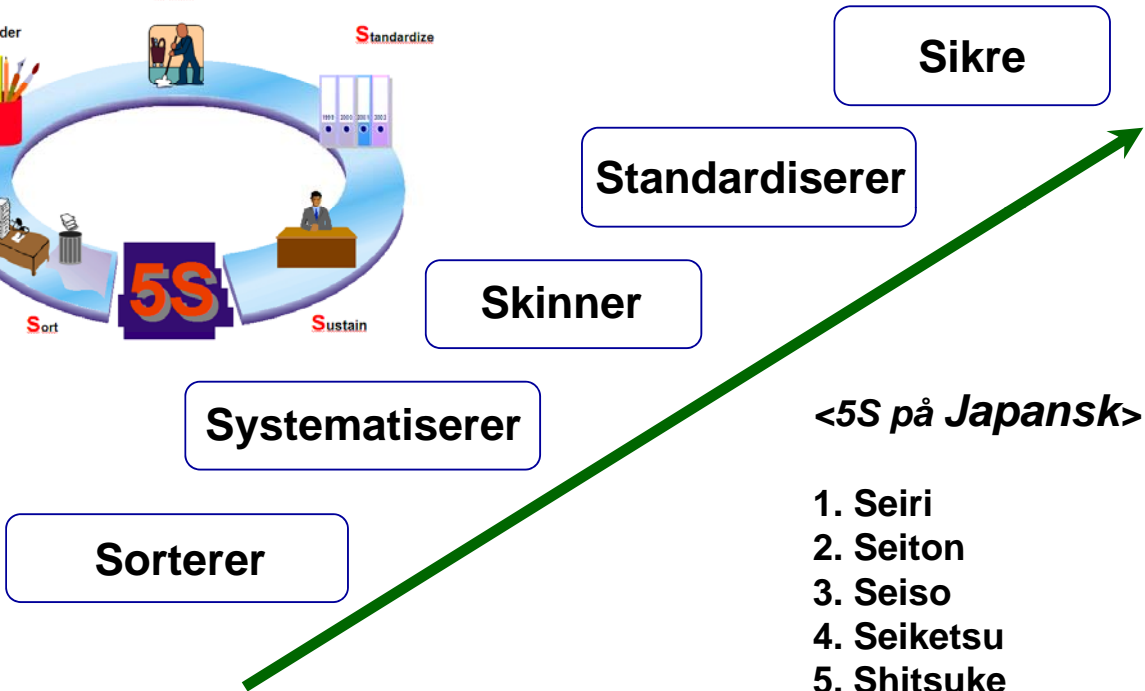 Standardize
Sort
5S
Sustain
Sikre
Standardiserer
Skinner
Systematiserer
Sorterer
<5S på Japansk>
1. Seiri
2. Seiton
3. Seiso
4. Seiketsu
5. Shitsuke